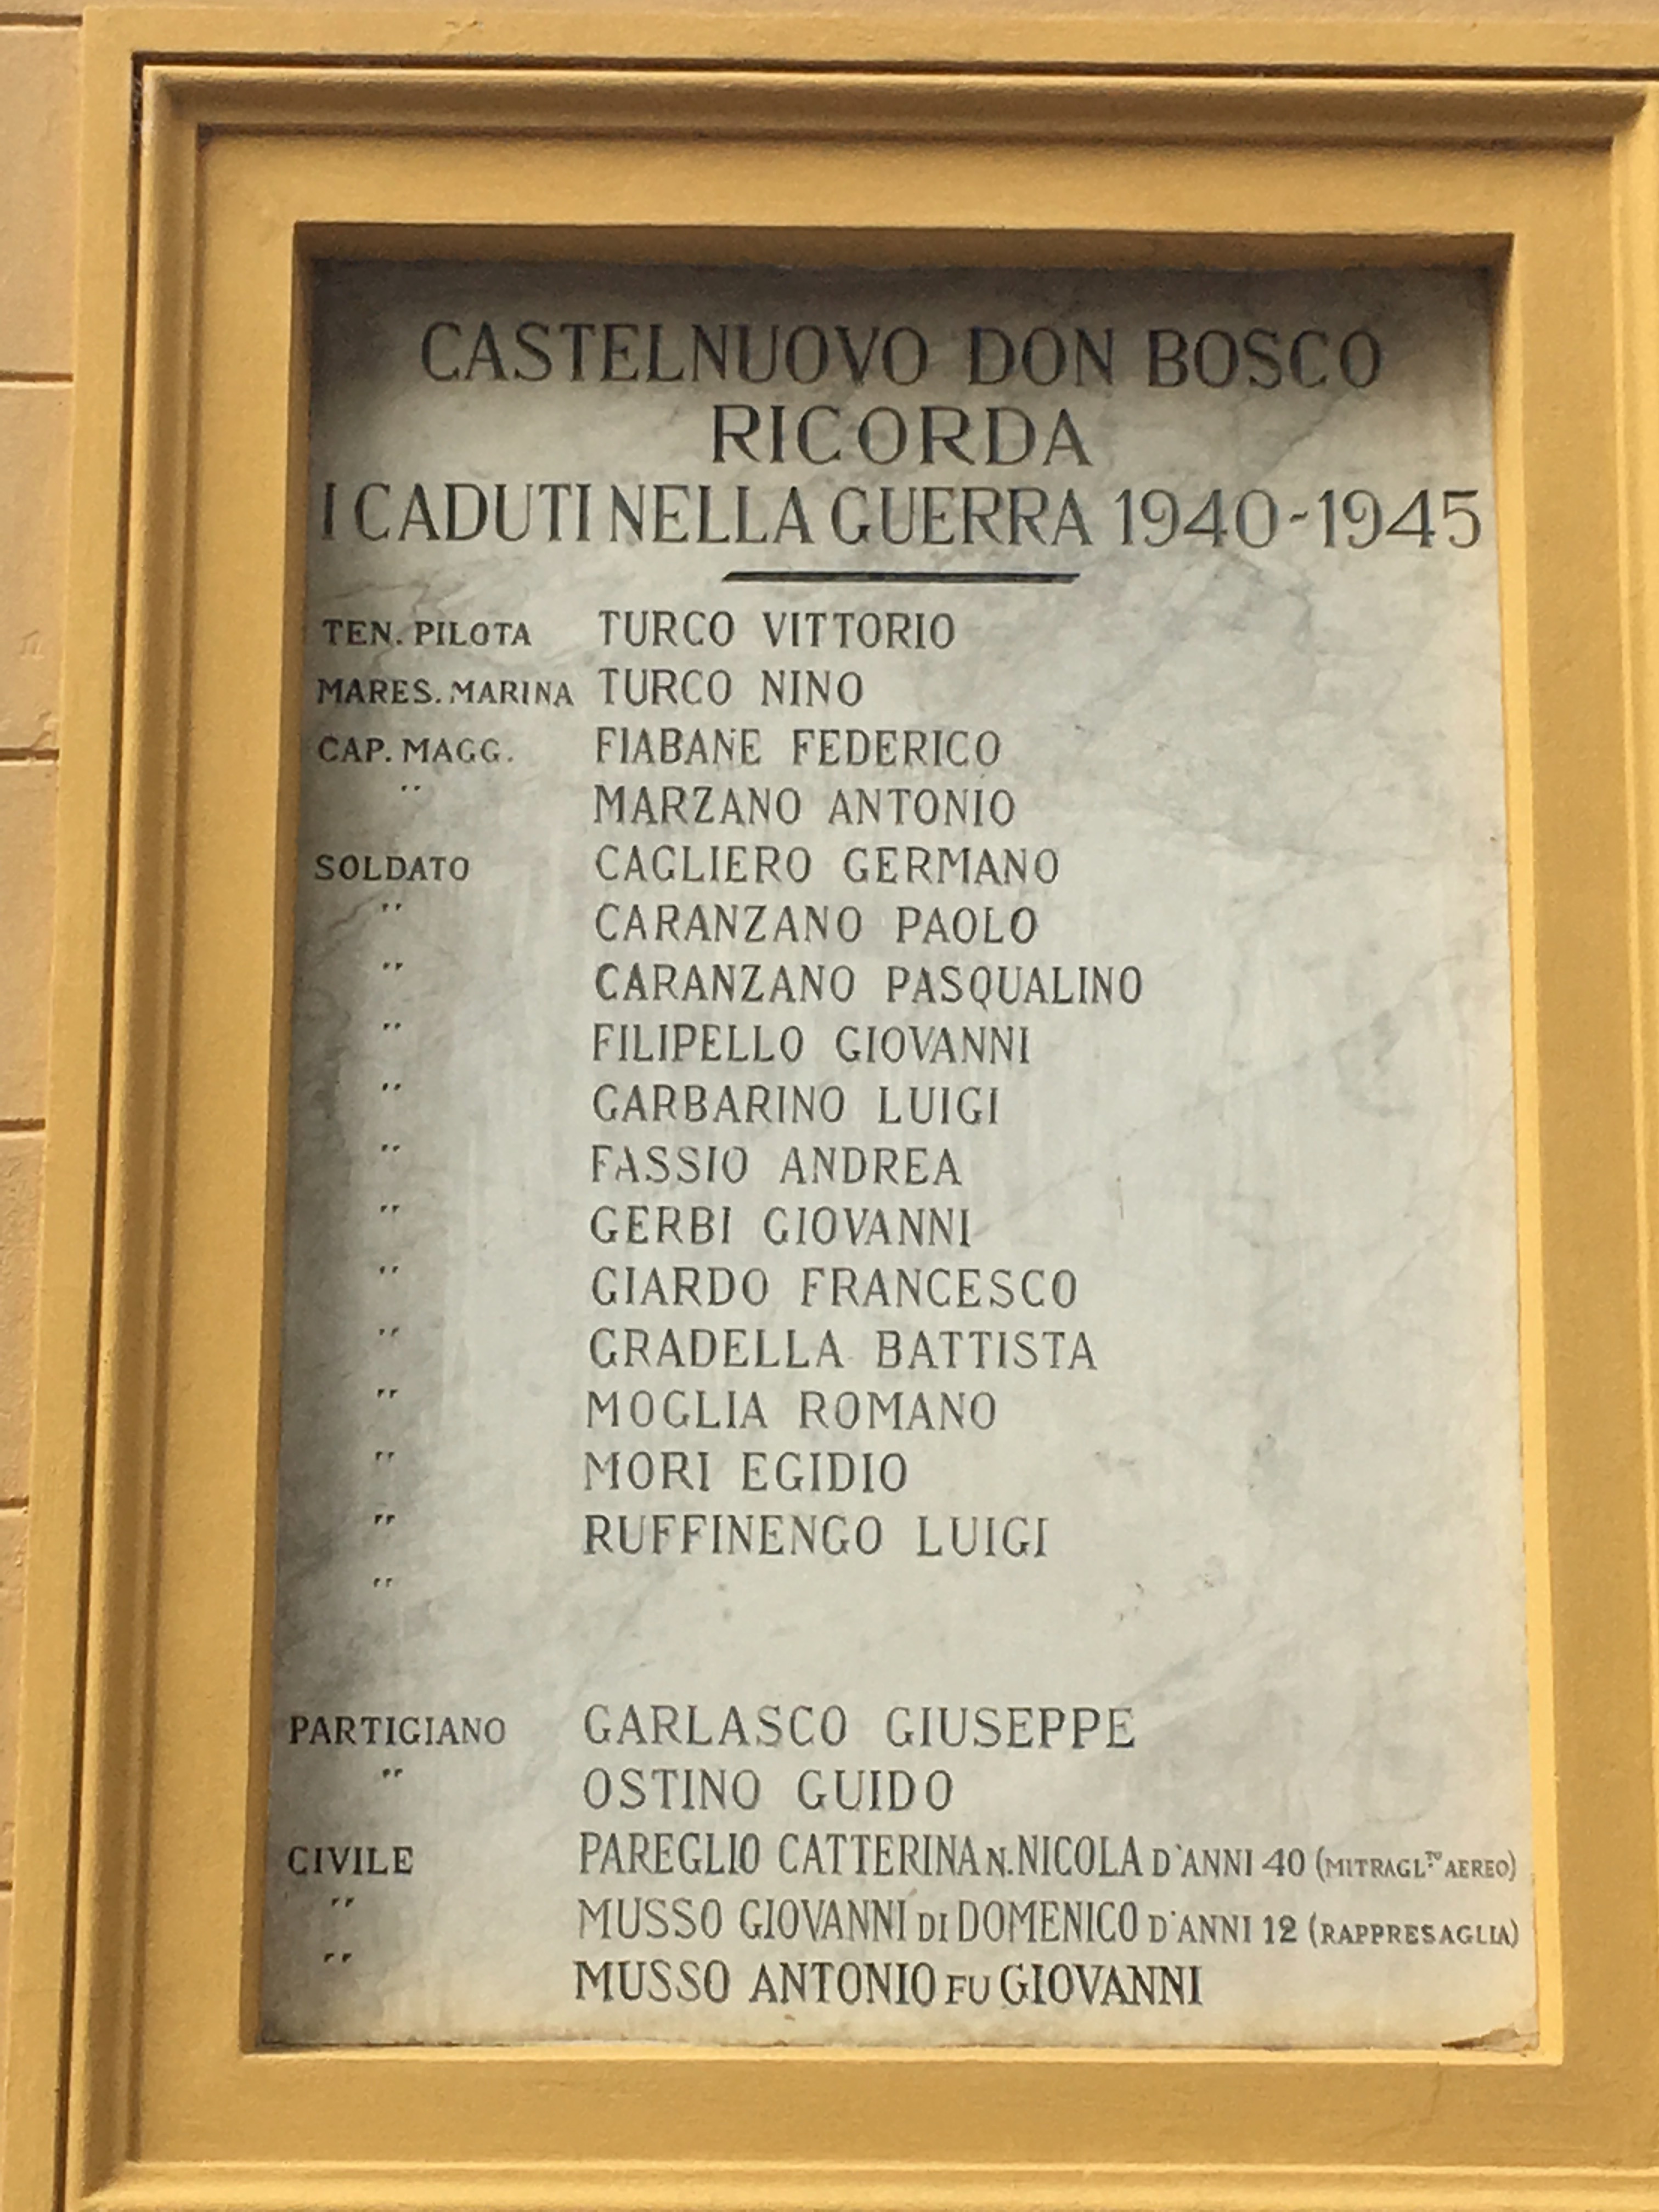 CASTELNUOVO DON BOSCO
RICORDA
I CADUTI NELLA GUERRA 1940-1945
TEN. PILOTA TURCO VITTORIO
MARES. MARINA TURCO NINO
CAP. MAGG. FIABANE FEDERICO
" MARZANO ANTONIO
SOLDATO CAGLIERO GERMANO
" CARANZANO PAOLO
" CARANZANO PASQUALINO
" FILIPELLO GIOVANNI
" GARBARINO LUIGI
" FASSIO ANDREA
" GERBI GIOVANNI
" GIARDO FRANCESCO
" GRADELLA BATTISTA
" MOGLIA ROMANO
" MORI EGIDIO
" RUFFINENGO LUIGI
"
PARTIGIANO GARLASCO GIUSEPPE
" OSTINO GUIDO
CIVILE PAREGLIO CATTERINA N. NICOLA D'ANNI 40 (MITRAGL.TO AEREO)
" MUSSO GIOVANNI DI DOMENICO D'ANNI 12 (RAPPRESAGLIA)
" MUSSO ANTONIO FU GIOVANNI